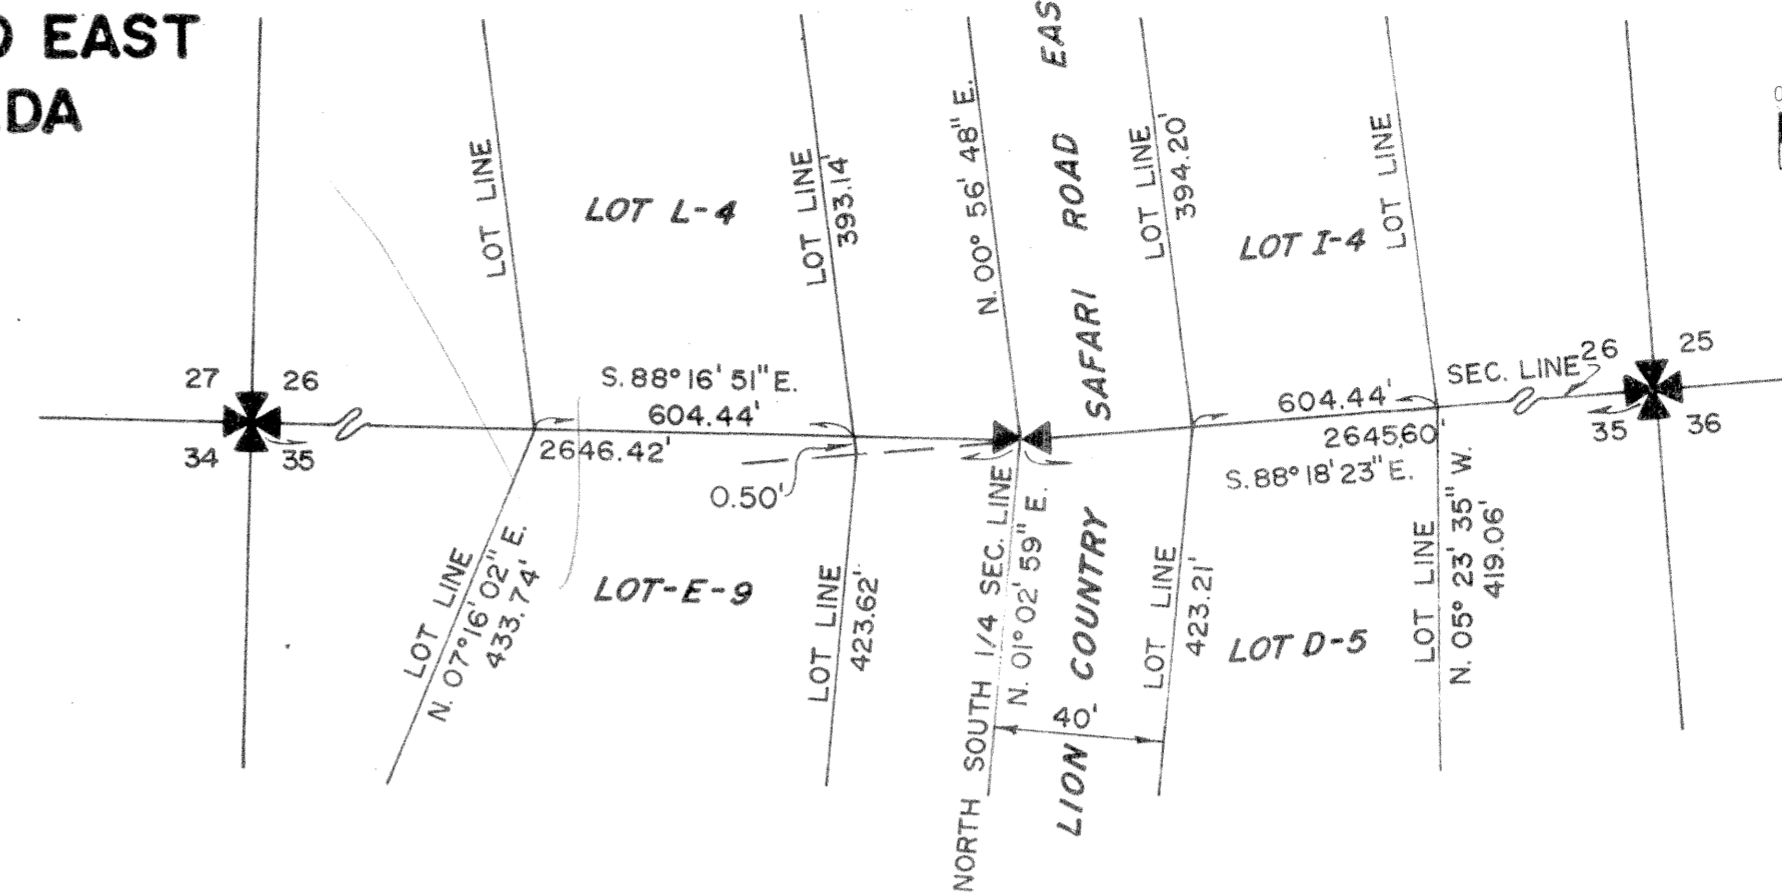 EAST
DA
LOT LINE
LOT L-4
LOT LINE
393.14'
N. 00° 56' 48" E.
SAFARI ROAD EAS
LOT LINE
394.20'
LOT I-4
LOT LINE
27
26
34
35
S. 88° 16' 51" E.
604.44'
2646.42'
0.50'
604.44'
2645.60'
S. 88° 18' 23" E.
SEC. LINE
26
25
35
36
LOT LINE
N. 07° 16' 02" E.
433.74'
LOT-E-9
LOT LINE
423.62'
NORTH SOUTH 1/4 SEC. LINE
N. 01° 02' 59" E.
LION COUNTRY
40'
LOT LINE
423.21'
LOT D-5
LOT LINE
N. 05° 23' 35" W.
419.06'